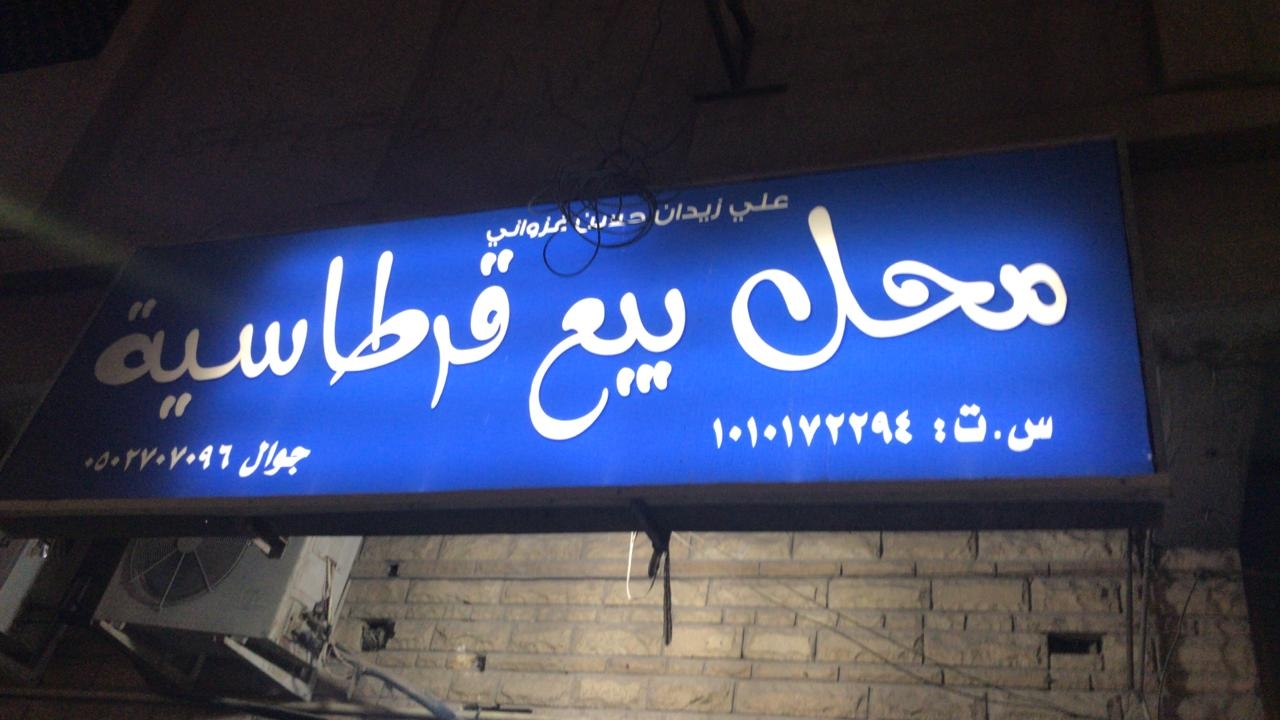 علي زيدان
محل بيع قرطاسية
س.ت: ١٠١٠١٧٢٢٩٤
جوال ٠٥٠٢٧٠٧٠٩٦